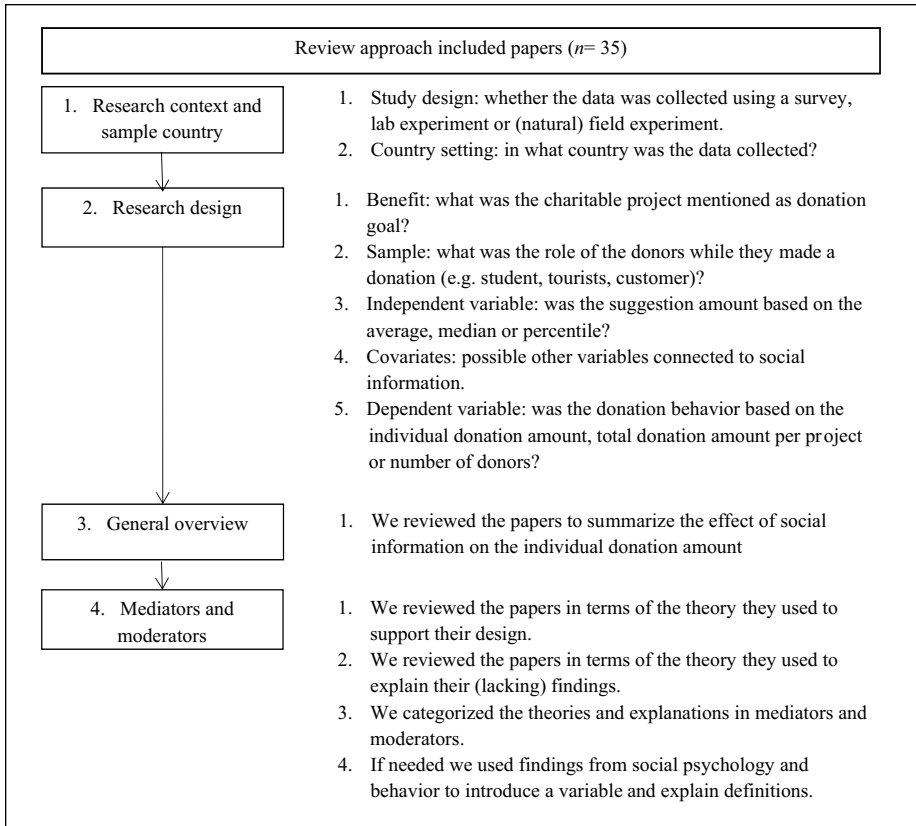 Review approach included papers (n= 35)
1. Research context and
sample country
1. Study design: whether the data was collected using a survey,
lab experiment or (natural) field experiment.
2. Country setting: in what country was the data collected?
2. Research design
1. Benefit: what was the charitable project mentioned as donation
goal?
2. Sample: what was the role of the donors while they made a
donation (e.g. student, tourists, customer)?
3. Independent variable: was the suggestion amount based on the
average, median or percentile?
4. Covariates: possible other variables connected to social
information.
5. Dependent variable: was the donation behavior based on the
individual donation amount, total donation amount per project
or number of donors?
3. General overview
1. We reviewed the papers to summarize the effect of social
information on the individual donation amount
4. Mediators and
moderators
1. We reviewed the papers in terms of the theory they used to
support their design.
2. We reviewed the papers in terms of the theory they used to
explain their (lacking) findings.
3. We categorized the theories and explanations in mediators and
moderators.
4. If needed we used findings from social psychology and
behavior to introduce a variable and explain definitions.